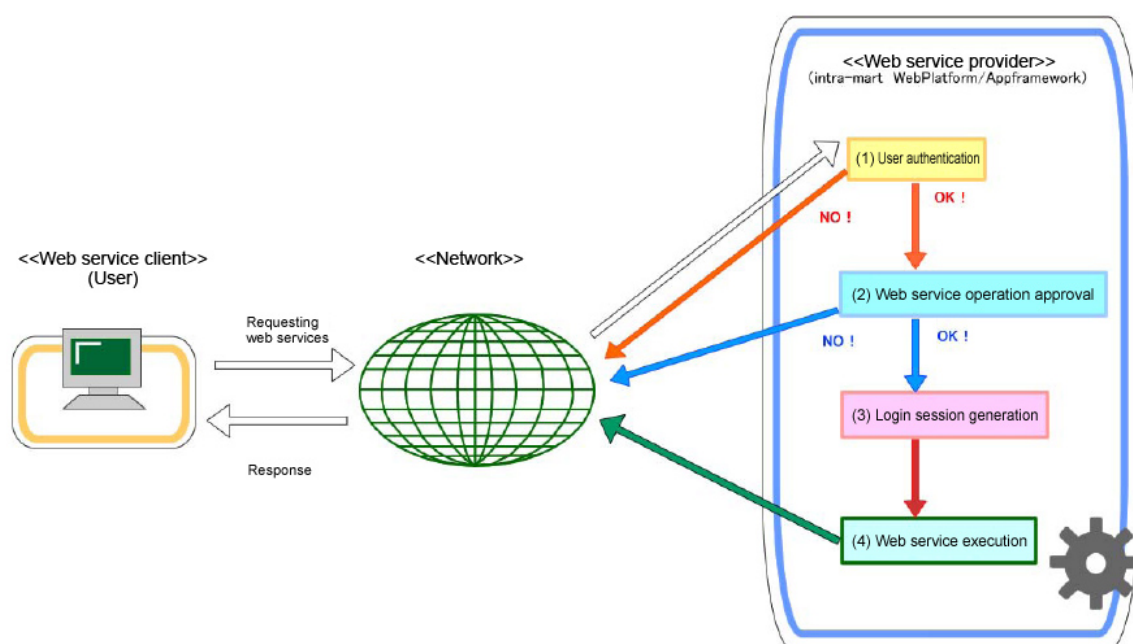 <<Web service provider>>
(intra-mart WebPlatform/Appframework)
(1) User authentication
OK !
NO !
<<Web service client>>
(User)
<<Network>>
(2) Web service operation approval
Requesting
web services
NO !
OK !
(3) Login session generation
Response
(4) Web service execution